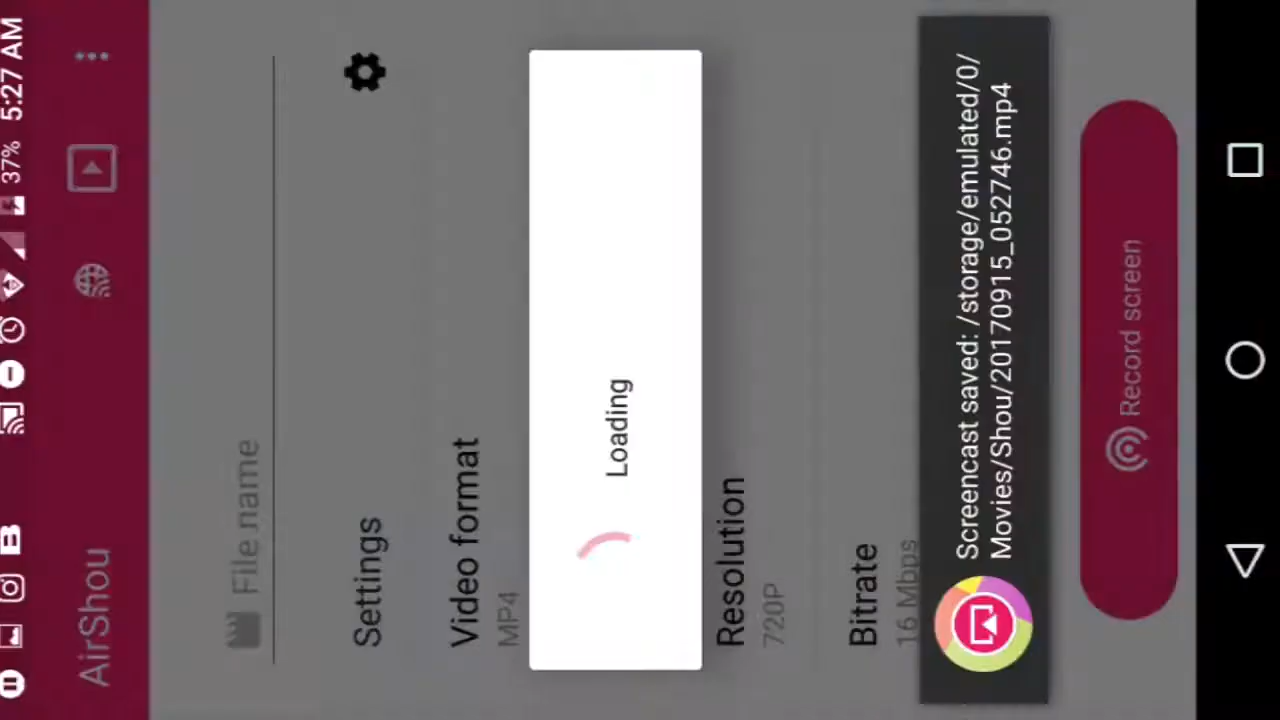 37% 5:27 AM
AirShou
File name
Settings
Video format
MP4
Loading
Resolution
720P
Bitrate
16 Mbps
Screencast saved: /storage/emulated/0/
Movies/Shou/20170915_052746.mp4
Record screen